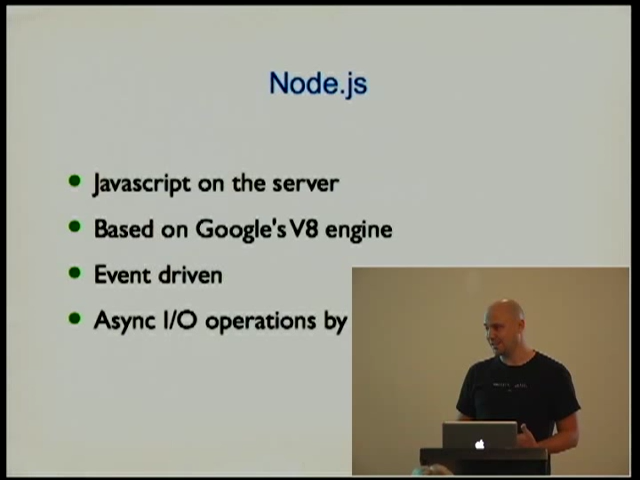 Node.js
Javascript on the server
Based on Google's V8 engine
Event driven
Async I/O operations by